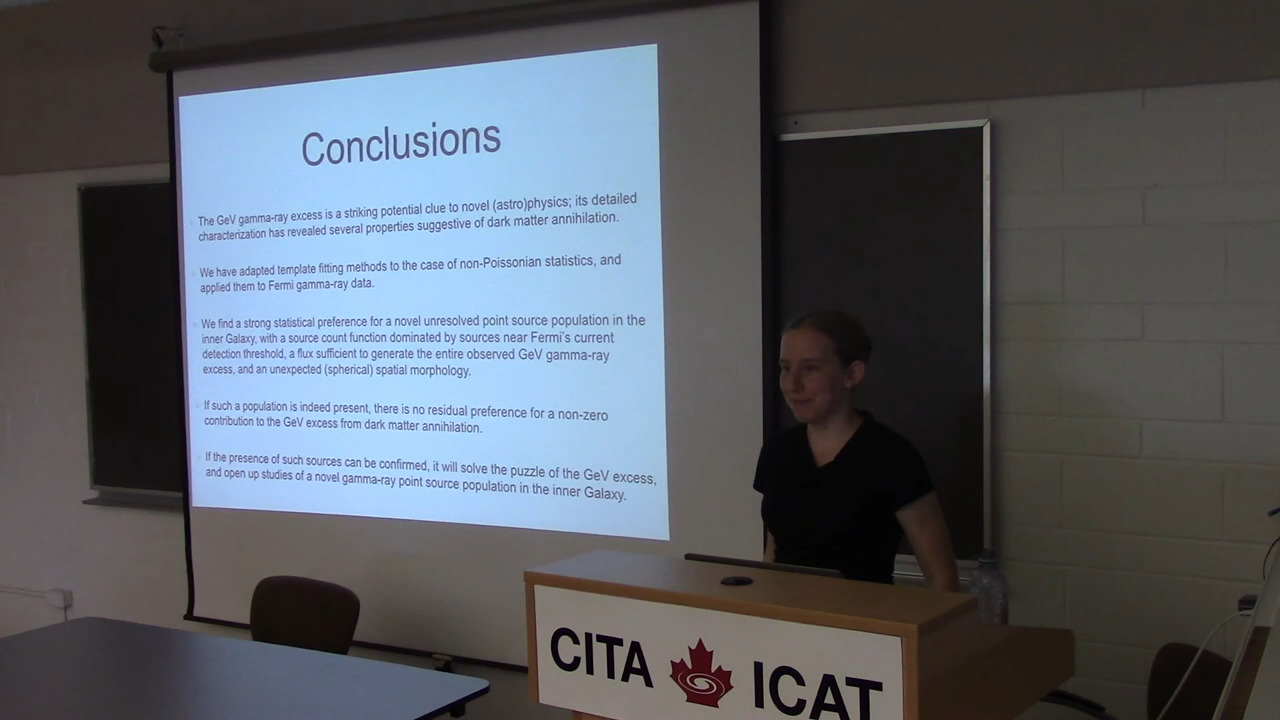 Conclusions
The GeV gamma-ray excess is a striking potential clue to novel (astro)physics; its detailed
characterization has revealed several properties suggestive of dark matter annihilation.
We have adapted template fitting methods to the case of non-Poissonian statistics, and
applied them to Fermi gamma-ray data.
We find a strong statistical preference for a novel unresolved point source population in the
inner Galaxy, with a source count function dominated by sources near Fermi's current
detection threshold, a flux sufficient to generate the entire observed GeV gamma-ray
excess, and an unexpected (spherical) spatial morphology.
If such a population is indeed present, there is no residual preference for a non-zero
contribution to the GeV excess from dark matter annihilation.
If the presence of such sources can be confirmed, it will solve the puzzle of the GeV excess,
and open up studies of a novel gamma-ray point source population in the inner Galaxy.
CITA ICAT